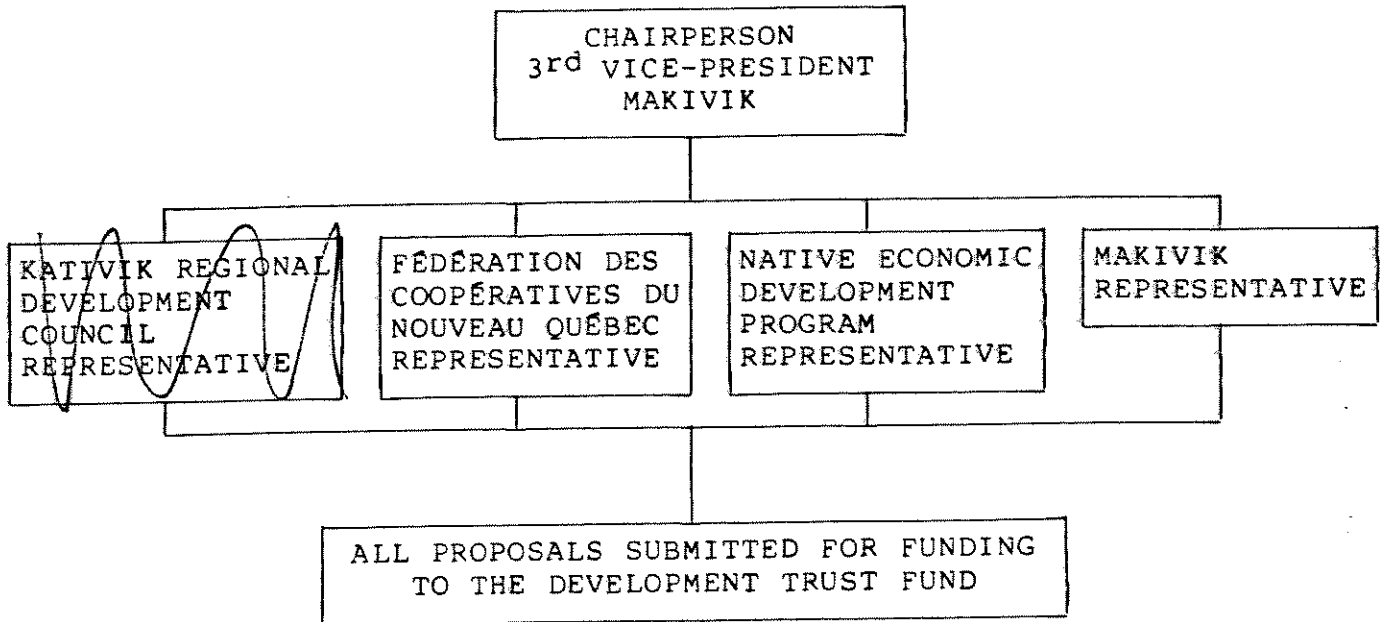 CHAIRPERSON
3rd VICE-PRESIDENT
MAKIVIK
KATIVIK REGIONAL
DEVELOPMENT
COUNCIL
REPRESENTATIVE
FÉDÉRATION DES
COOPÉRATIVES DU
NOUVEAU QUÉBEC
REPRESENTATIVE
NATIVE ECONOMIC
DEVELOPMENT
PROGRAM
REPRESENTATIVE
MAKIVIK
REPRESENTATIVE
ALL PROPOSALS SUBMITTED FOR FUNDING
TO THE DEVELOPMENT TRUST FUND